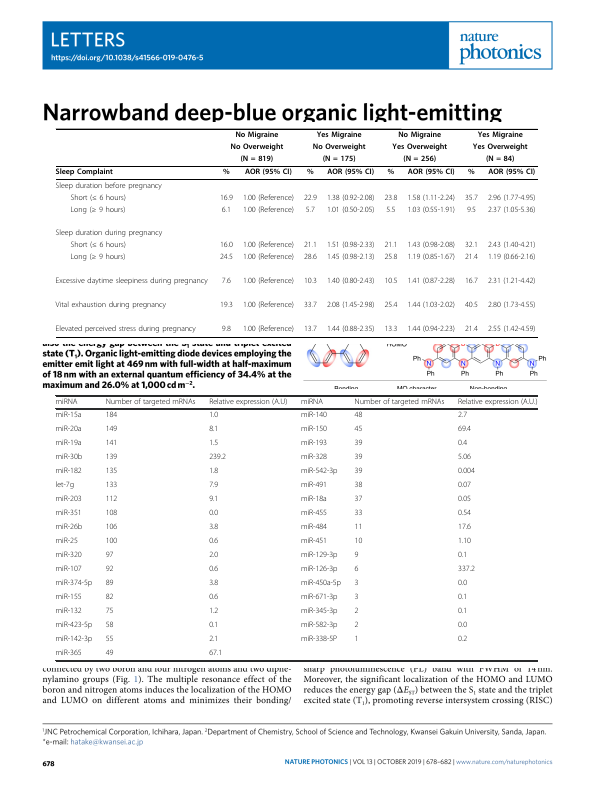 LETTERS
https://doi.org/10.1038/s41566-019-0476-5
nature
photonics
Narrowband deep-blue organic light-emitting
No Migraine Yes Migraine No Migraine Yes Migraine
No Overweight No Overweight Yes Overweight Yes Overweight
(N = 819) (N = 175) (N = 256) (N = 84)
Sleep Complaint % AOR (95% CI) % AOR (95% CI) % AOR (95% CI) % AOR (95% CI)
Sleep duration before pregnancy
Short (≤ 6 hours) 16.9 1.00 (Reference) 22.9 1.38 (0.92-2.08) 23.8 1.58 (1.11-2.24) 35.7 2.96 (1.77-4.95)
Long (≥ 9 hours) 6.1 1.00 (Reference) 5.7 1.01 (0.50-2.05) 5.5 1.03 (0.55-1.91) 9.5 2.37 (1.05-5.36)
Sleep duration during pregnancy
Short (≤ 6 hours) 16.0 1.00 (Reference) 21.1 1.51 (0.98-2.33) 21.1 1.43 (0.98-2.08) 32.1 2.43 (1.40-4.21)
Long (≥ 9 hours) 24.5 1.00 (Reference) 28.6 1.45 (0.98-2.13) 25.8 1.19 (0.85-1.67) 21.4 1.19 (0.66-2.16)
Excessive daytime sleepiness during pregnancy 7.6 1.00 (Reference) 10.3 1.40 (0.80-2.43) 10.5 1.41 (0.87-2.28) 16.7 2.31 (1.21-4.42)
Vital exhaustion during pregnancy 19.3 1.00 (Reference) 33.7 2.08 (1.45-2.98) 25.4 1.44 (1.03-2.02) 40.5 2.80 (1.73-4.55)
Elevated perceived stress during pregnancy 9.8 1.00 (Reference) 13.7 1.44 (0.88-2.35) 13.3 1.44 (0.94-2.23) 21.4 2.55 (1.42-4.59)
also the energy gap between the S₁ state and triplet excited
state (T₁). Organic light-emitting diode devices employing the
emitter emit light at 469 nm with full-width at half-maximum
of 18 nm with an external quantum efficiency of 34.4% at the
maximum and 26.0% at 1,000 cd m⁻².
HOMO
Ph N N N N Ph
Ph Ph Ph Ph
Bonding MO character Non-bonding
miRNA Number of targeted mRNAs Relative expression (A.U) miRNA Number of targeted mRNAs Relative expression (A.U.)
miR-15a 184 1.0 miR-140 48 2.7
miR-20a 149 8.1 miR-150 45 69.4
miR-19a 141 1.5 miR-193 39 0.4
miR-30b 139 239.2 miR-328 39 5.06
miR-182 135 1.8 miR-542-3p 39 0.004
let-7g 133 7.9 miR-491 38 0.07
miR-203 112 9.1 miR-18a 37 0.05
miR-351 108 0.0 miR-455 33 0.54
miR-26b 106 3.8 miR-484 11 17.6
miR-25 100 0.6 miR-451 10 1.10
miR-320 97 2.0 miR-129-3p 9 0.1
miR-107 92 0.6 miR-126-3p 6 337.2
miR-374-5p 89 3.8 miR-450a-5p 3 0.0
miR-155 82 0.6 miR-671-3p 3 0.1
miR-132 75 1.2 miR-345-3p 2 0.1
miR-423-5p 58 0.1 miR-582-3p 2 0.0
miR-142-3p 55 2.1 miR-338-5P 1 0.2
miR-365 49 67.1
connected by two boron and four nitrogen atoms and two diphe-
nylamino groups (Fig. 1). The multiple resonance effect of the
boron and nitrogen atoms induces the localization of the HOMO
and LUMO on different atoms and minimizes their bonding/
sharp photoluminescence (PL) band with FWHM of 14 nm.
Moreover, the significant localization of the HOMO and LUMO
reduces the energy gap (ΔE_ST) between the S₁ state and the triplet
excited state (T₁), promoting reverse intersystem crossing (RISC)
¹JNC Petrochemical Corporation, Ichihara, Japan. ²Department of Chemistry, School of Science and Technology, Kwansei Gakuin University, Sanda, Japan.
*e-mail: hatake@kwansei.ac.jp
678
NATURE PHOTONICS | VOL 13 | OCTOBER 2019 | 678–682 | www.nature.com/naturephotonics